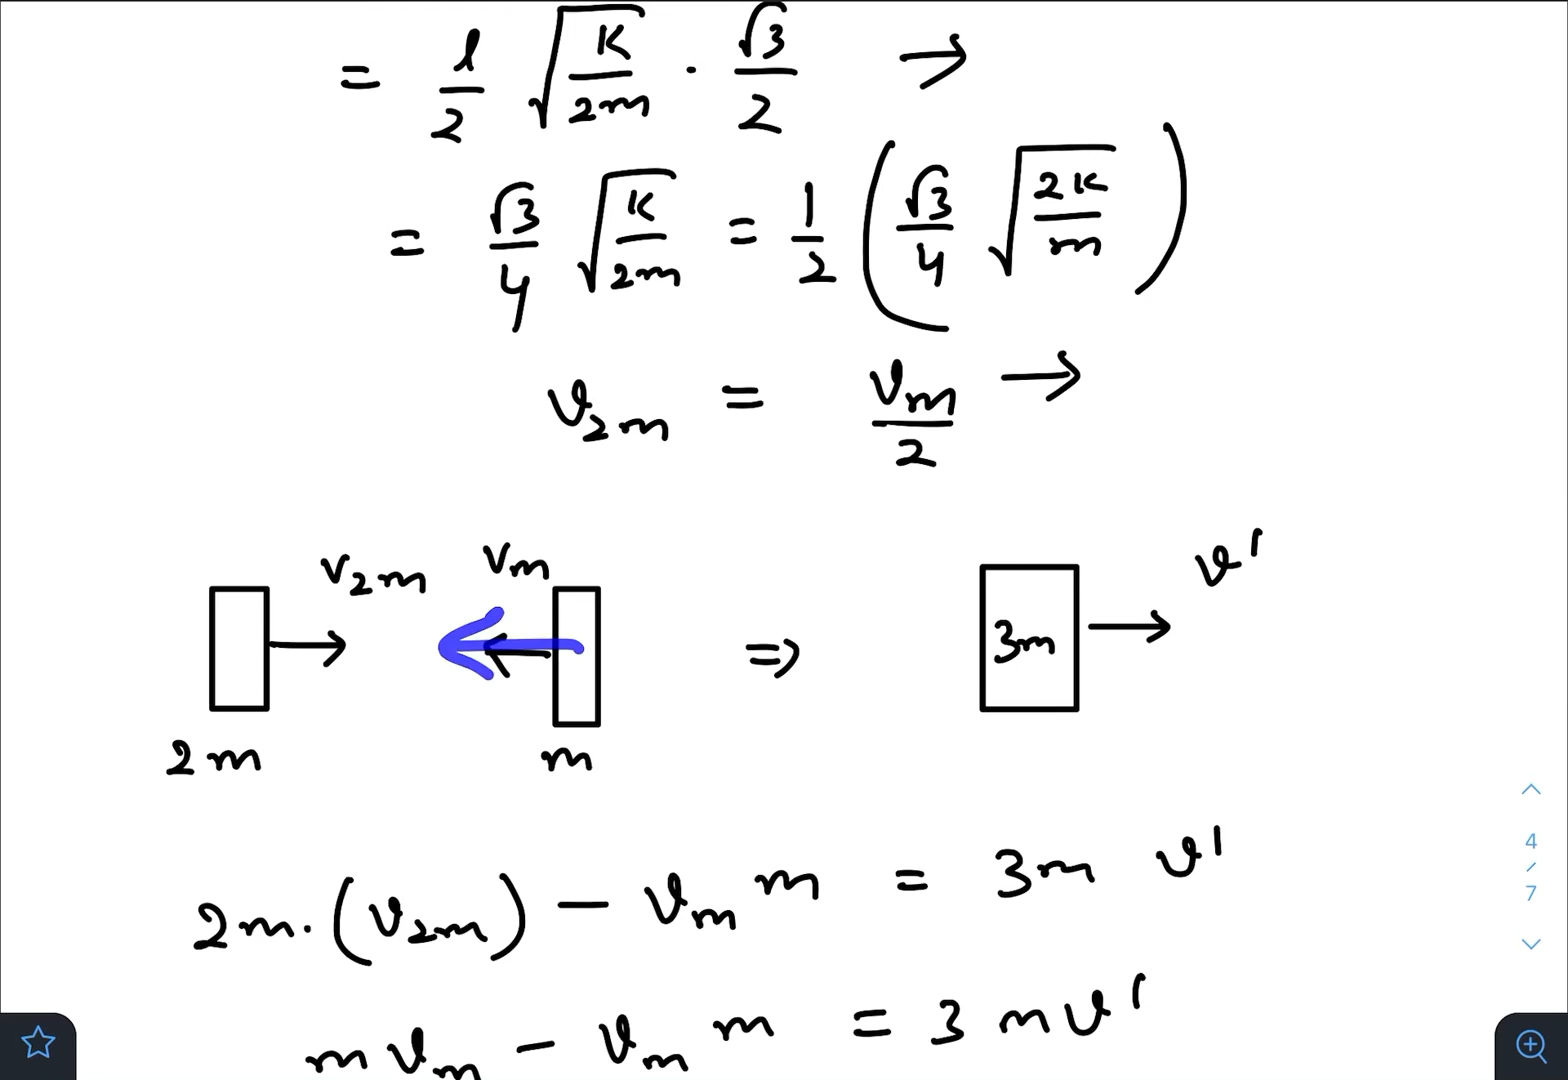 = l/2 √(K/2m) · √3/2 →
= √3/4 √(K/2m) = 1/2 (√3/4 √(2K/m))
v₂ₘ = vₘ/2 →
v₂ₘ vₘ v'
⇒ 3m
2m m
2m·(v₂ₘ) − vₘ m = 3m v'
m vₘ − vₘ m = 3 m v'
4
/
7